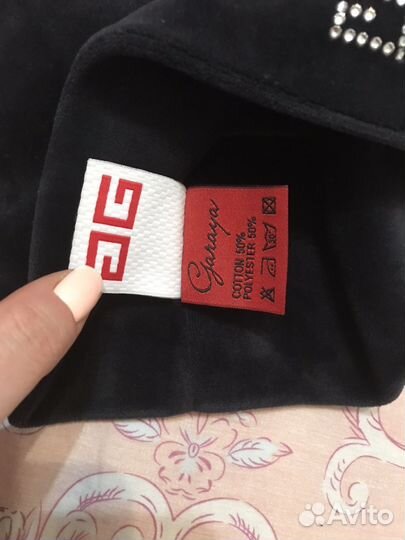 Garaya
COTTON 50%
POLYESTER 50%
Avito